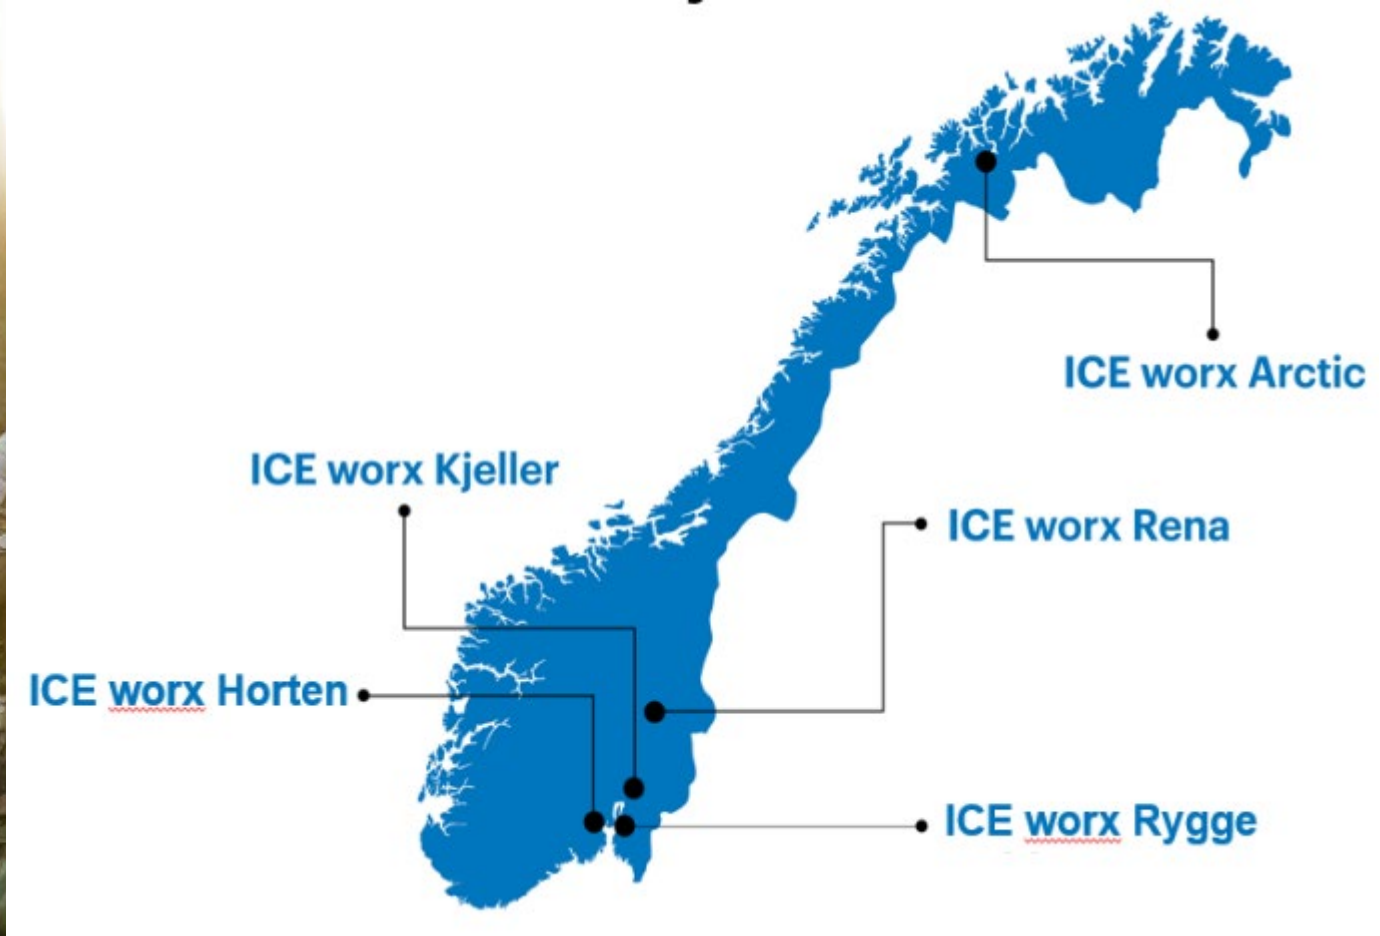 ICE worx Arctic
ICE worx Kjeller
ICE worx Rena
ICE worx Horten
ICE worx Rygge